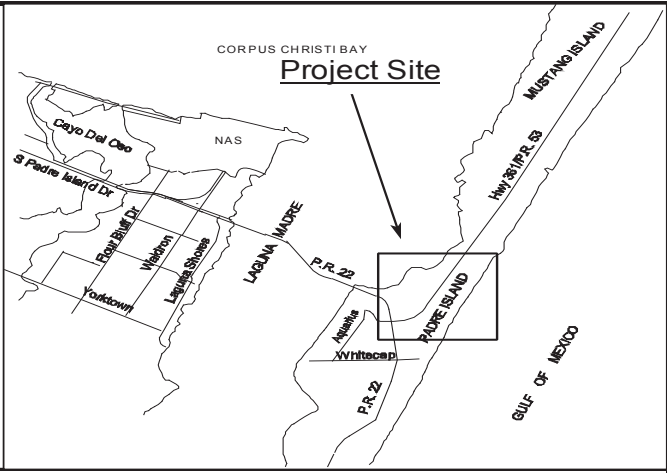 CORPUS CHRISTI BAY
Project Site
MUSTANG ISLAND
Cayo Del Oso
NAS
Hwy 361/P.R. 53
S Padre Island Dr
Flour Bluff Dr
Waldron
Laguna Shores
LAGUNA MADRE
P.R. 22
Yorktown
PADRE ISLAND
Aquarius
Whitecap
P.R. 22
GULF OF MEXICO